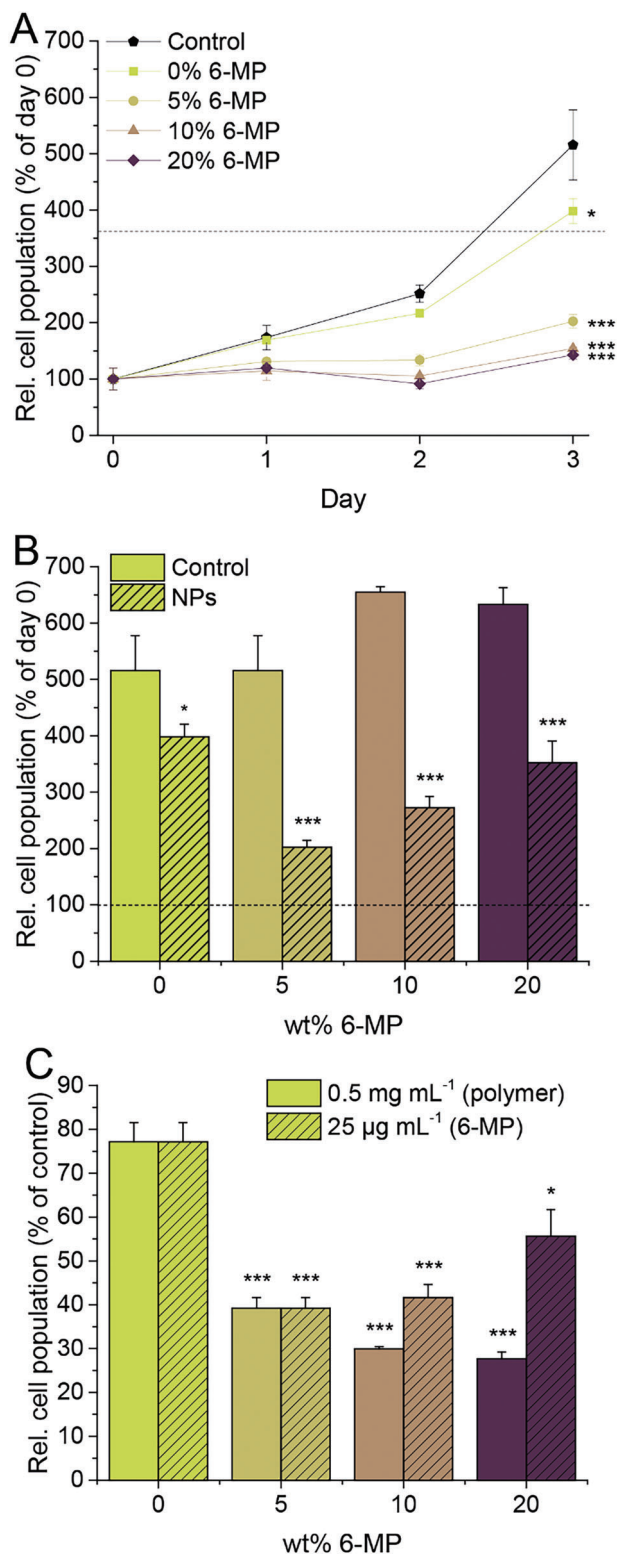 A
Rel. cell population (% of day 0)
700
600
500
400
300
200
100
0
Control
0% 6-MP
5% 6-MP
10% 6-MP
20% 6-MP
*
***
***
***
0 1 2 3
Day
B
Rel. cell population (% of day 0)
700
600
500
400
300
200
100
0
Control
NPs
*
***
***
***
0 5 10 20
wt% 6-MP
C
Rel. cell population (% of control)
90
80
70
60
50
40
30
20
10
0
0.5 mg mL⁻¹ (polymer)
25 µg mL⁻¹ (6-MP)
*** ***
*** ***
*** *
0 5 10 20
wt% 6-MP